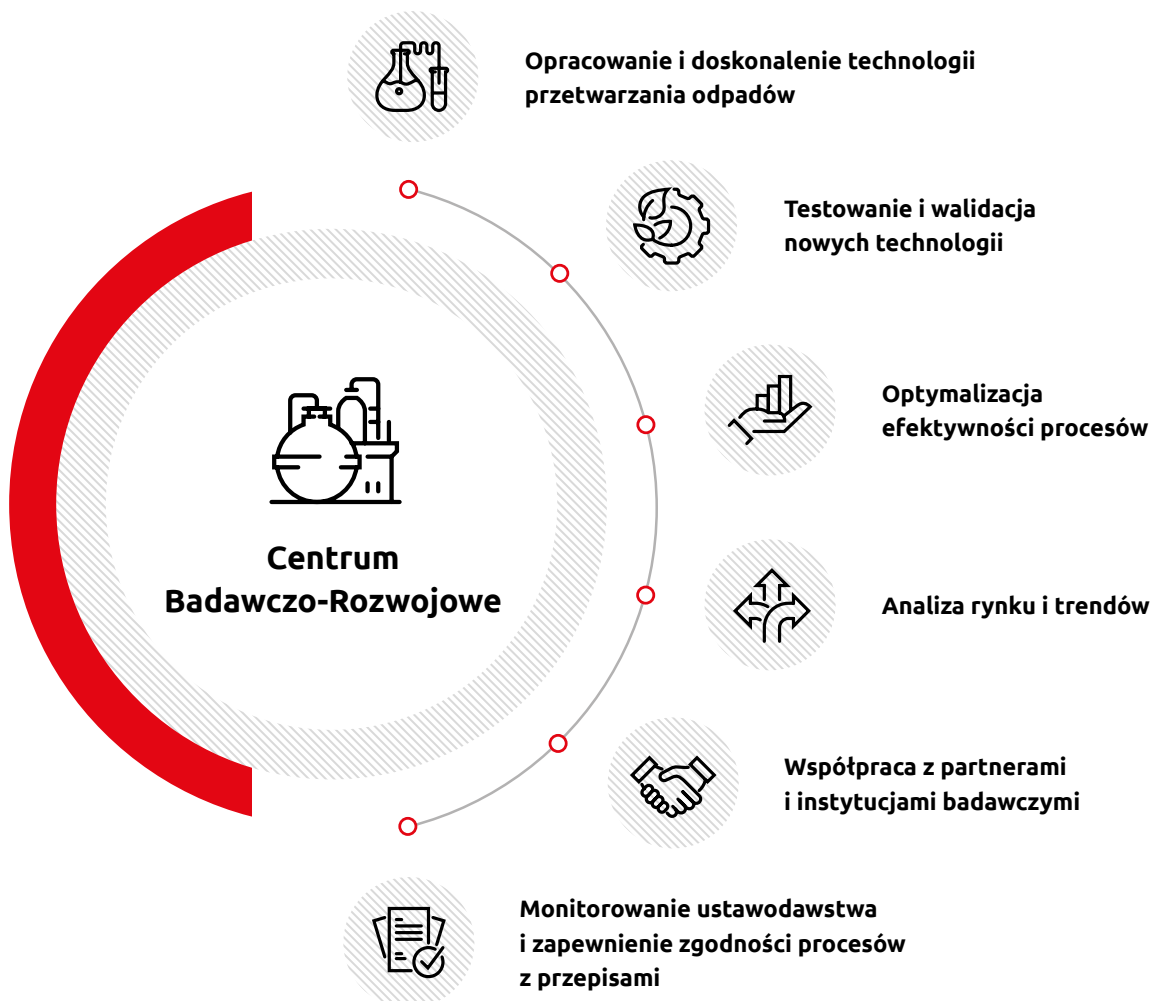 Opracowanie i doskonalenie technologii
przetwarzania odpadów
Testowanie i walidacja
nowych technologii
Optymalizacja
efektywności procesów
Centrum
Badawczo-Rozwojowe
Analiza rynku i trendów
Współpraca z partnerami
i instytucjami badawczymi
Monitorowanie ustawodawstwa
i zapewnienie zgodności procesów
z przepisami